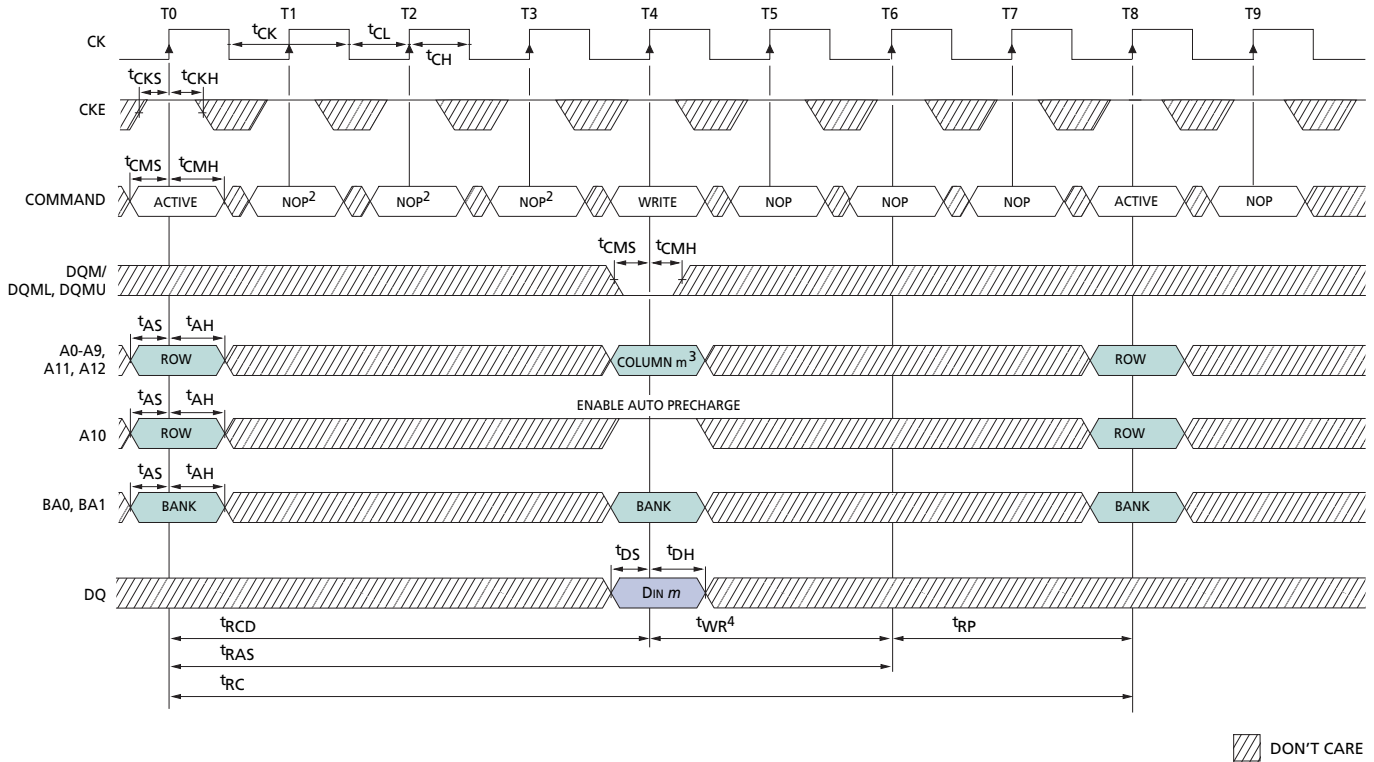 T0 T1 T2 T3 T4 T5 T6 T7 T8 T9
CK tCK tCL
tCH
tCKS tCKH
CKE
tCMS tCMH
COMMAND ACTIVE NOP2 NOP2 NOP2 WRITE NOP NOP NOP ACTIVE NOP
tCMS tCMH
DQM/
DQML, DQMU
tAS tAH
A0-A9,
A11, A12 ROW COLUMN m3 ROW
tAS tAH ENABLE AUTO PRECHARGE
A10 ROW ROW
tAS tAH
BA0, BA1 BANK BANK BANK
tDS tDH
DQ DIN m
tRCD tWR4 tRP
tRAS
tRC
DON'T CARE